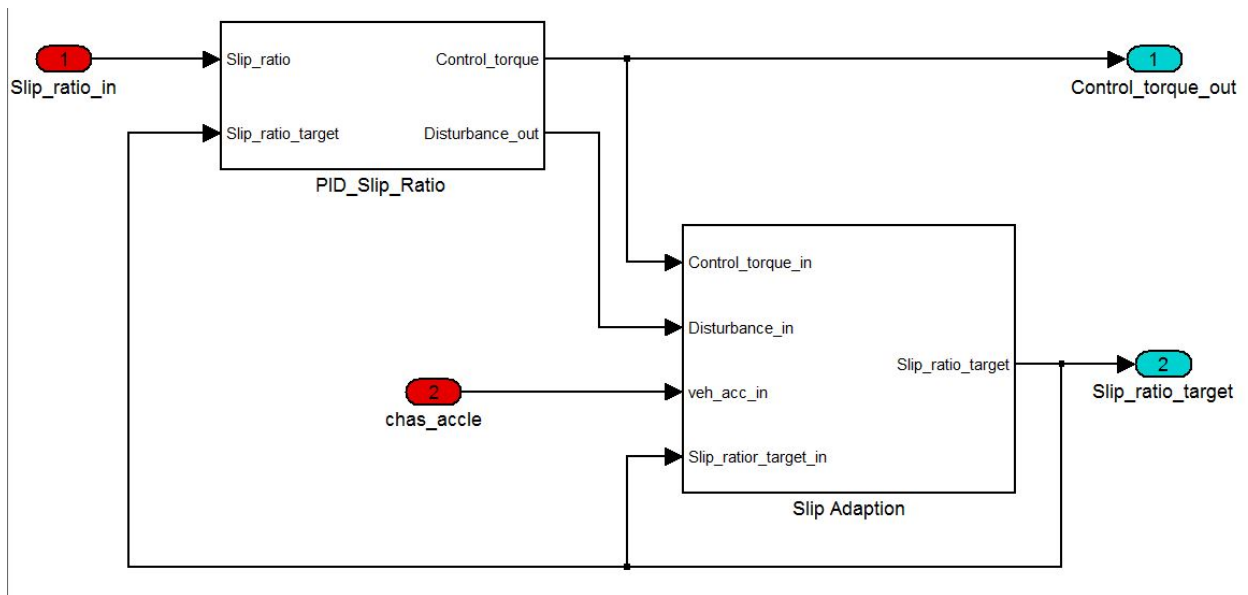 1
Slip_ratio_in
Slip_ratio
Control_torque
Slip_ratio_target
Disturbance_out
PID_Slip_Ratio
1
Control_torque_out
Control_torque_in
Disturbance_in
Slip_ratio_target
2
Slip_ratio_target
2
chas_accle
veh_acc_in
Slip_ratior_target_in
Slip Adaption